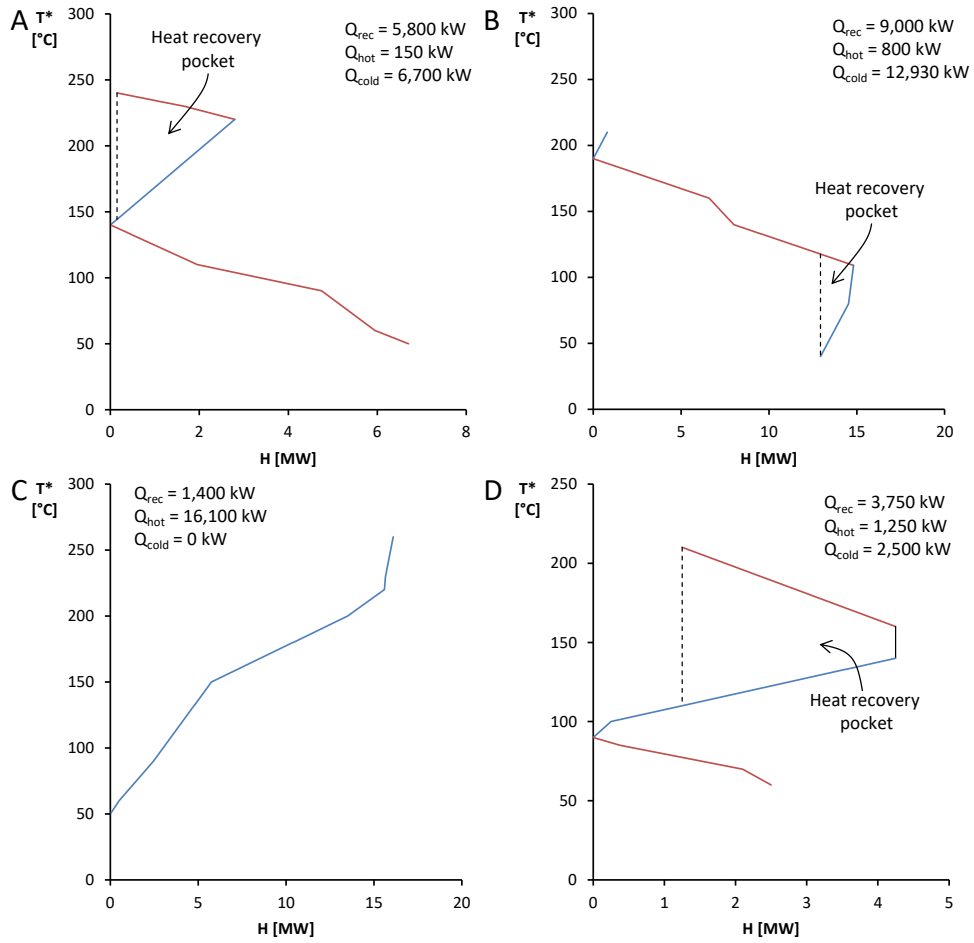 A
T*
[°C]
Heat recovery
pocket
Q_rec = 5,800 kW
Q_hot = 150 kW
Q_cold = 6,700 kW
300
250
200
150
100
50
0
0 2 4 6 8
H [MW]
B
T*
[°C]
Q_rec = 9,000 kW
Q_hot = 800 kW
Q_cold = 12,930 kW
Heat recovery
pocket
300
250
200
150
100
50
0
0 5 10 15 20
H [MW]
C
T*
[°C]
Q_rec = 1,400 kW
Q_hot = 16,100 kW
Q_cold = 0 kW
300
250
200
150
100
50
0
0 5 10 15 20
H [MW]
D
T*
[°C]
Q_rec = 3,750 kW
Q_hot = 1,250 kW
Q_cold = 2,500 kW
Heat recovery
pocket
250
200
150
100
50
0
0 1 2 3 4 5
H [MW]